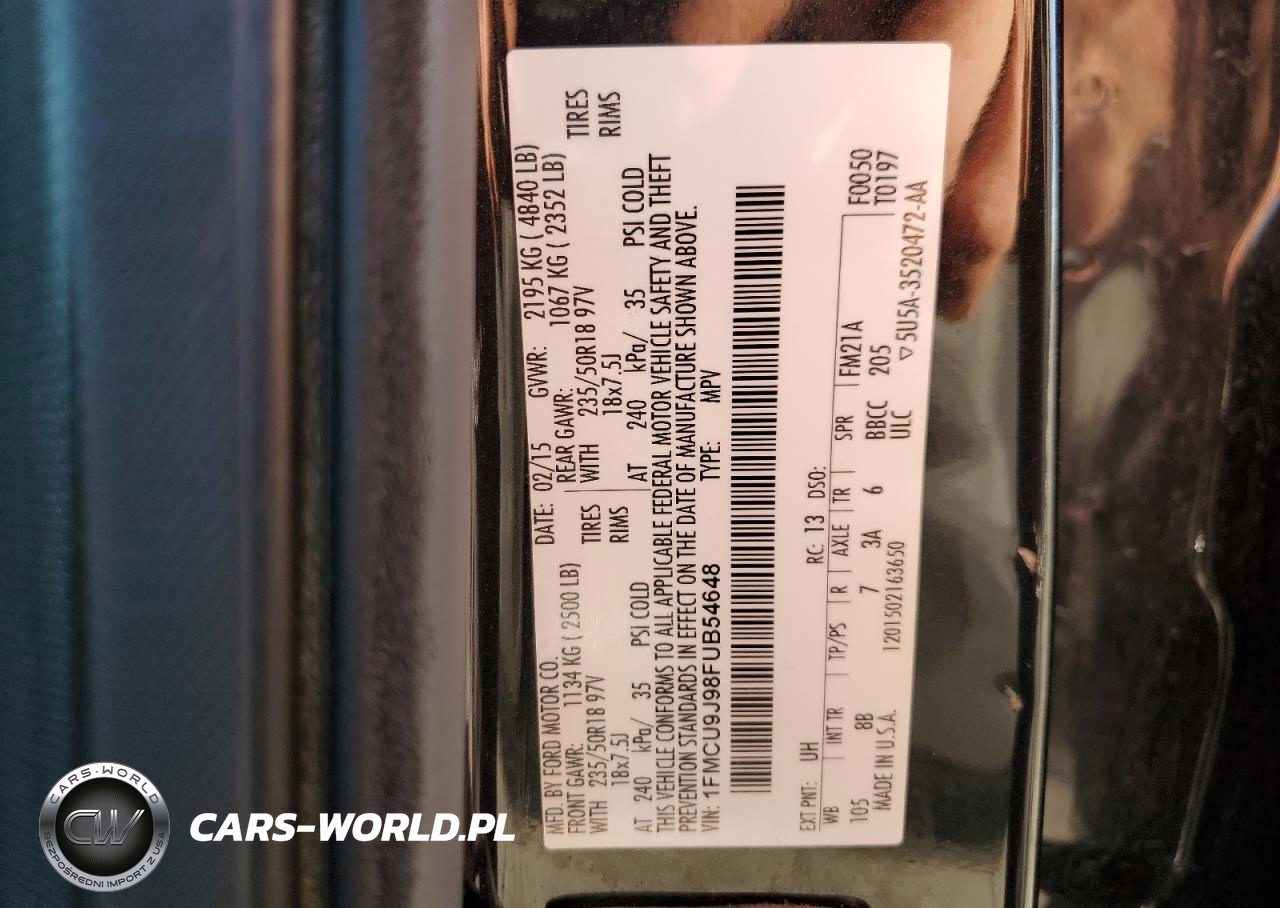 MFD. BY FORD MOTOR CO. DATE: 02/15 GVWR: 2195 KG ( 4840 LB)
FRONT GAWR: 1134 KG ( 2500 LB) REAR GAWR: 1067 KG ( 2352 LB)
WITH 235/50R18 97V TIRES WITH 235/50R18 97V TIRES
18x7.5J RIMS 18x7.5J RIMS
AT 240 kPa/ 35 PSI COLD AT 240 kPa/ 35 PSI COLD
THIS VEHICLE CONFORMS TO ALL APPLICABLE FEDERAL MOTOR VEHICLE SAFETY AND THEFT
PREVENTION STANDARDS IN EFFECT ON THE DATE OF MANUFACTURE SHOWN ABOVE.
VIN: 1FMCU9J98FUB54648 TYPE: MPV
EXT PNT: UH RC: 13 DSO:
WB INT TR TP/PS R AXLE TR SPR FM21A F0050
105 8B 7 3A 6 BBCC 205 T0197
MADE IN U.S.A. 1201502163650 ULC ▽5U5A-3520472-AA
CARS-WORLD
CW
BEZPOŚREDNI IMPORT Z USA
CARS-WORLD.PL